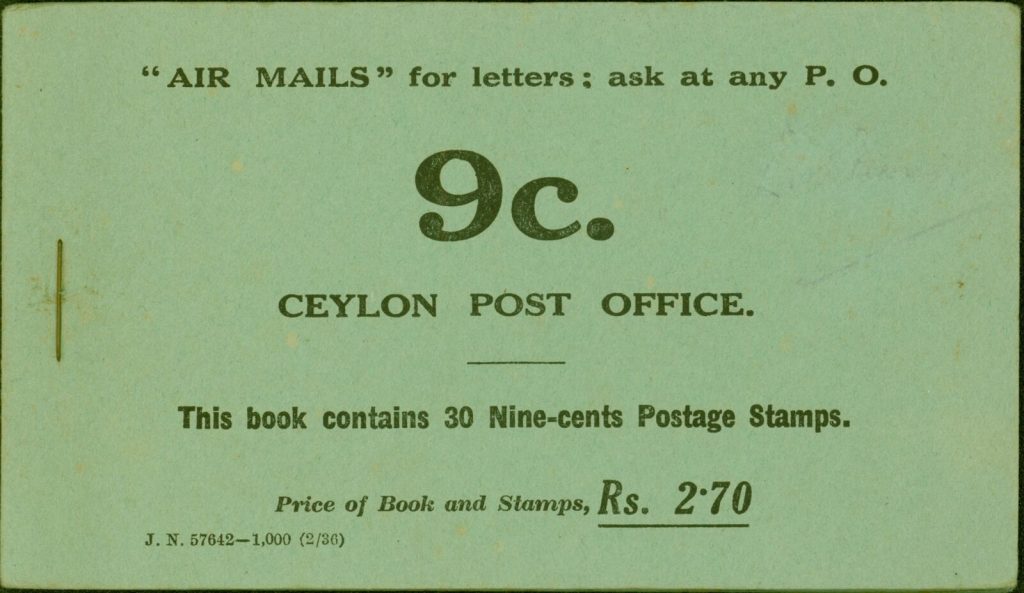 "AIR MAILS" for letters; ask at any P. O.
9c.
CEYLON POST OFFICE.
This book contains 30 Nine-cents Postage Stamps.
Price of Book and Stamps, Rs. 2·70
J. N. 57642—1,000 (2/36)